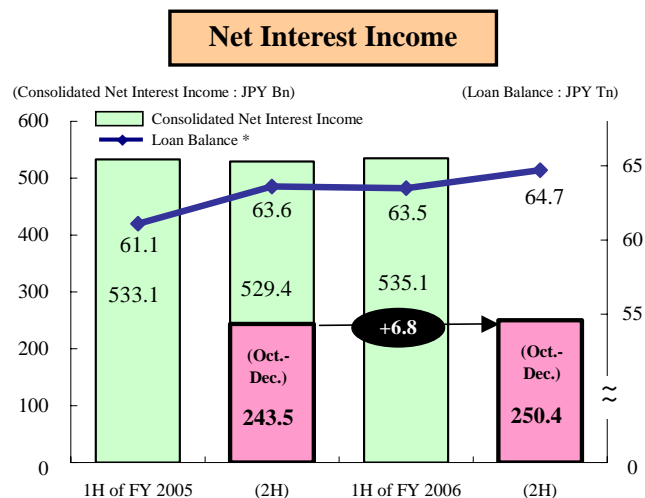 Net Interest Income
(Consolidated Net Interest Income : JPY Bn)
(Loan Balance : JPY Tn)
600
500
400
300
200
100
0
Consolidated Net Interest Income
Loan Balance *
65
60
55
0
61.1
63.6
63.5
64.7
533.1
529.4
535.1
+6.8
(Oct.-
Dec.)
243.5
(Oct.-
Dec.)
250.4
≈
1H of FY 2005
(2H)
1H of FY 2006
(2H)